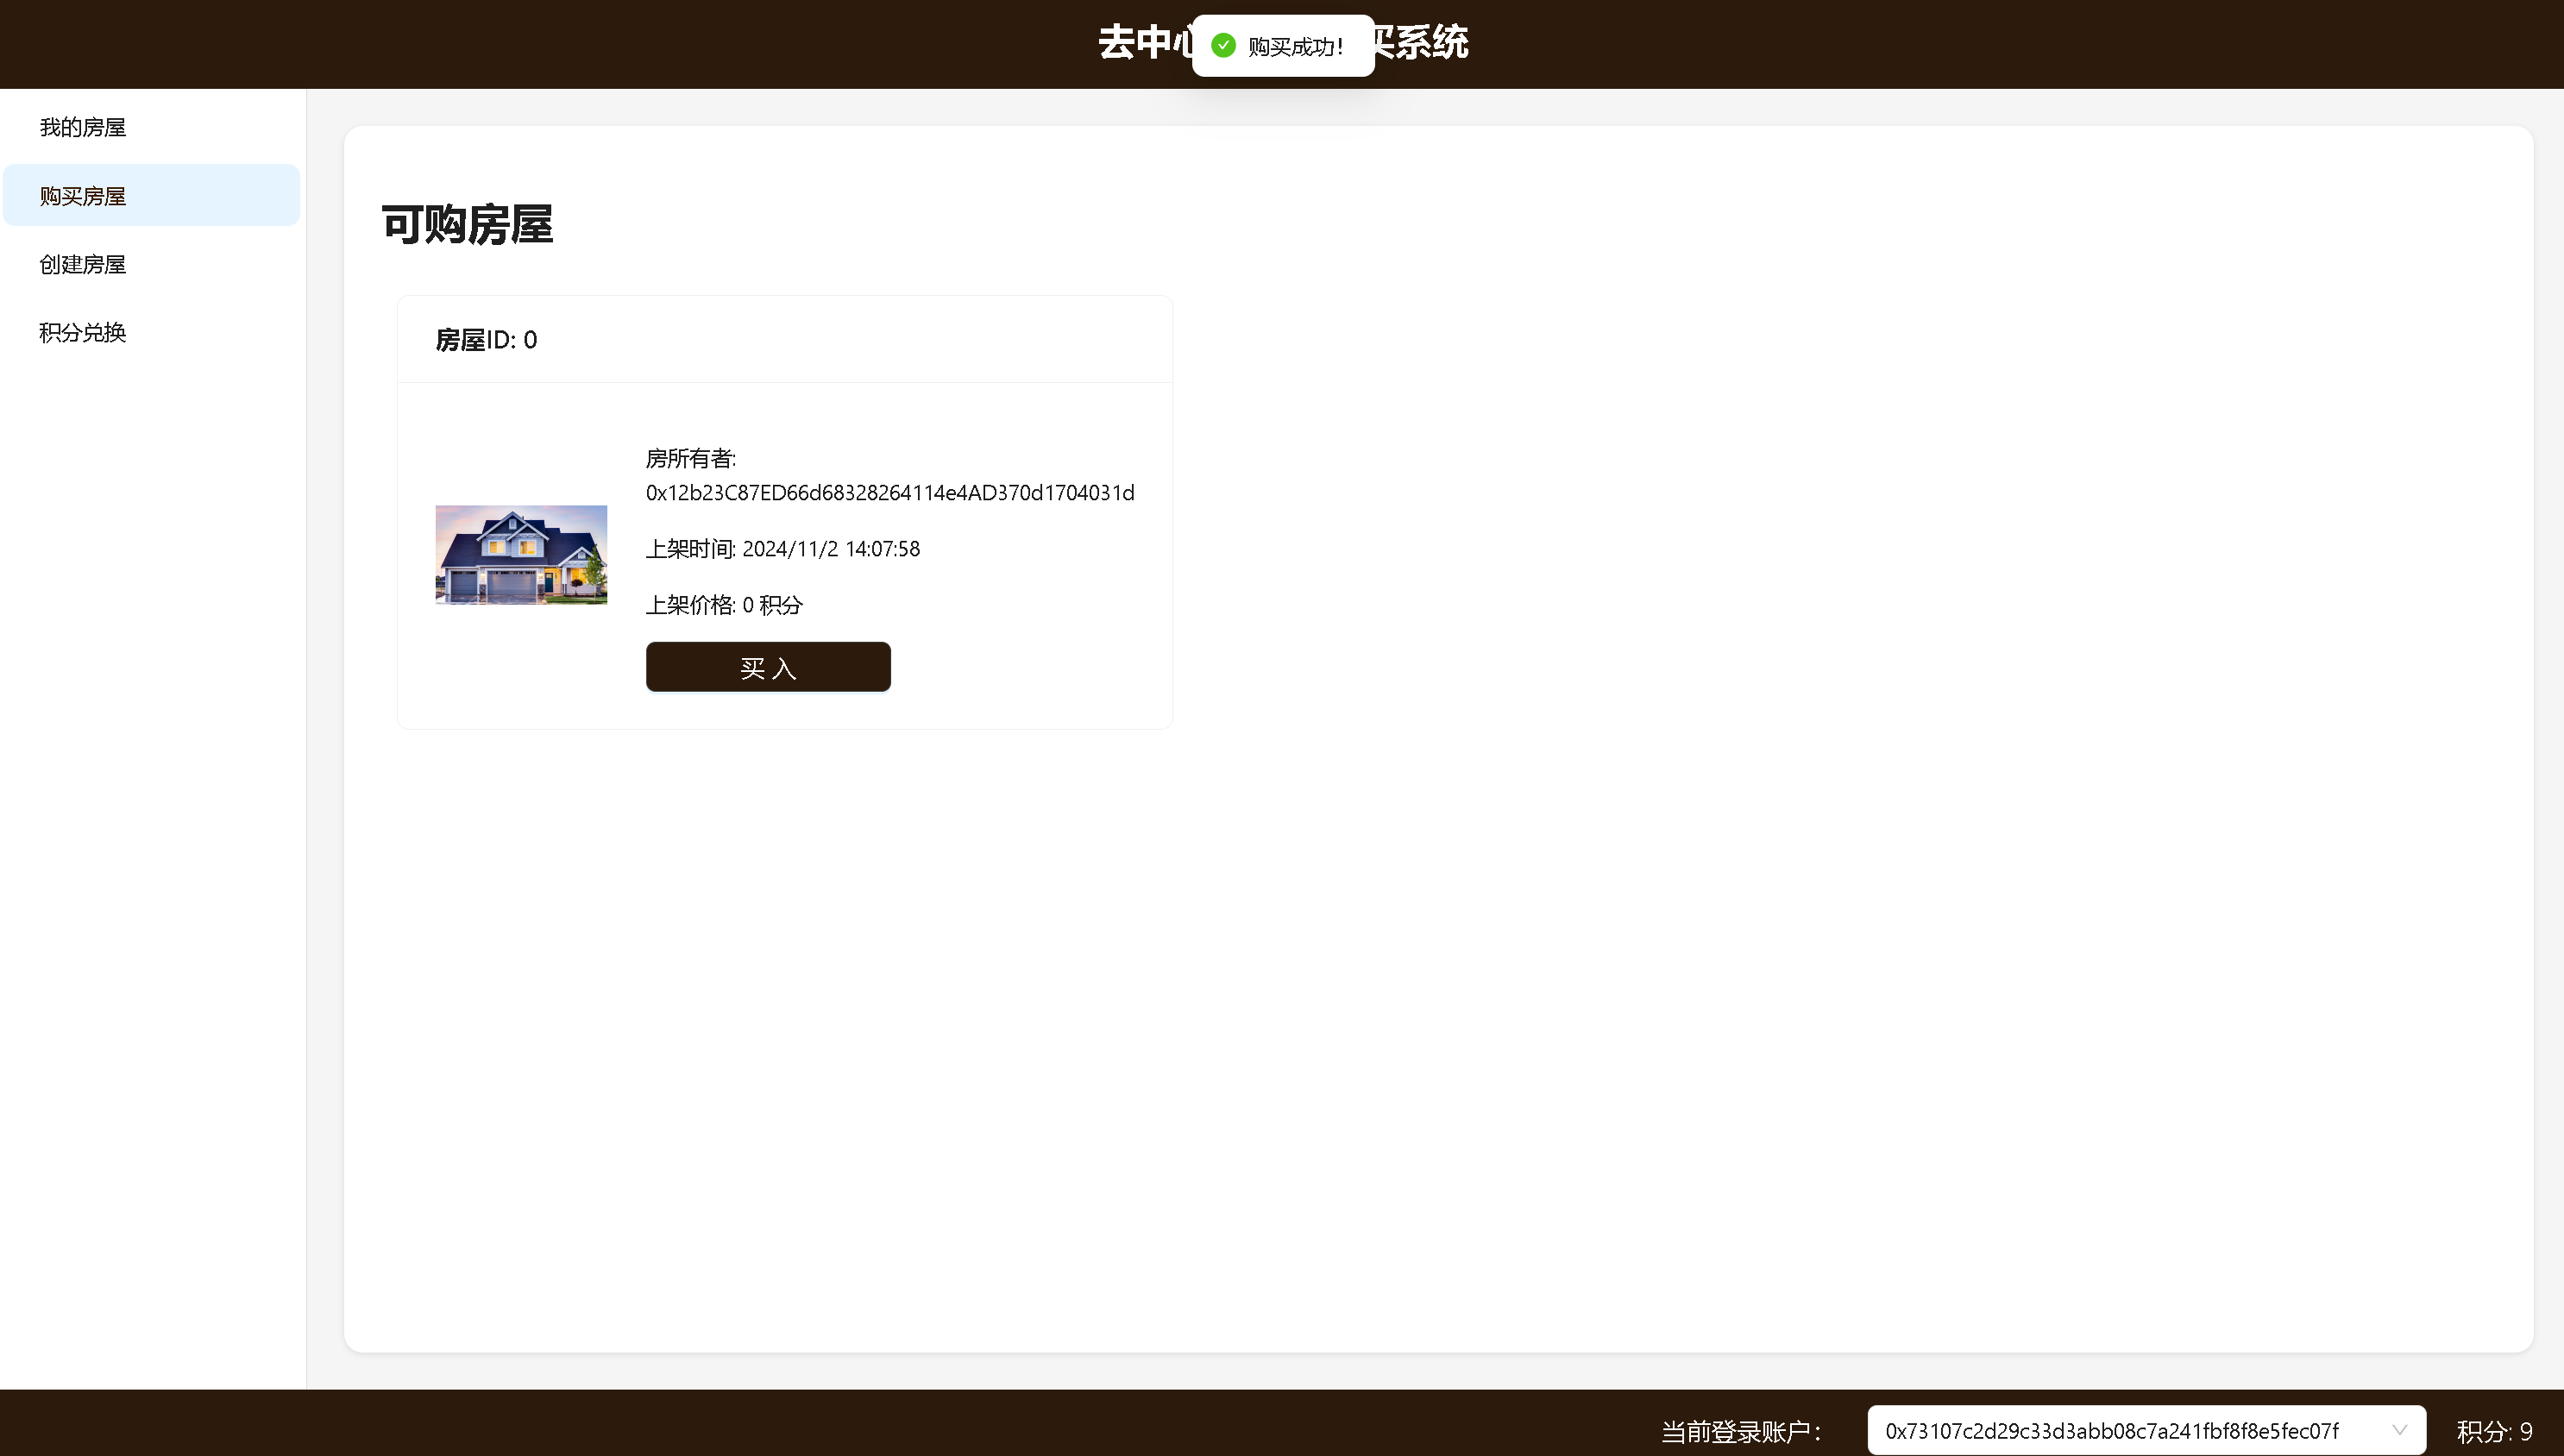 去中心
买系统
购买成功!
我的房屋
购买房屋
创建房屋
积分兑换
可购房屋
房屋ID: 0
房所有者:
0x12b23C87ED66d68328264114e4AD370d1704031d
上架时间: 2024/11/2 14:07:58
上架价格: 0 积分
买 入
当前登录账户：
0x73107c2d29c33d3abb08c7a241fbf8f8e5fec07f
积分: 9